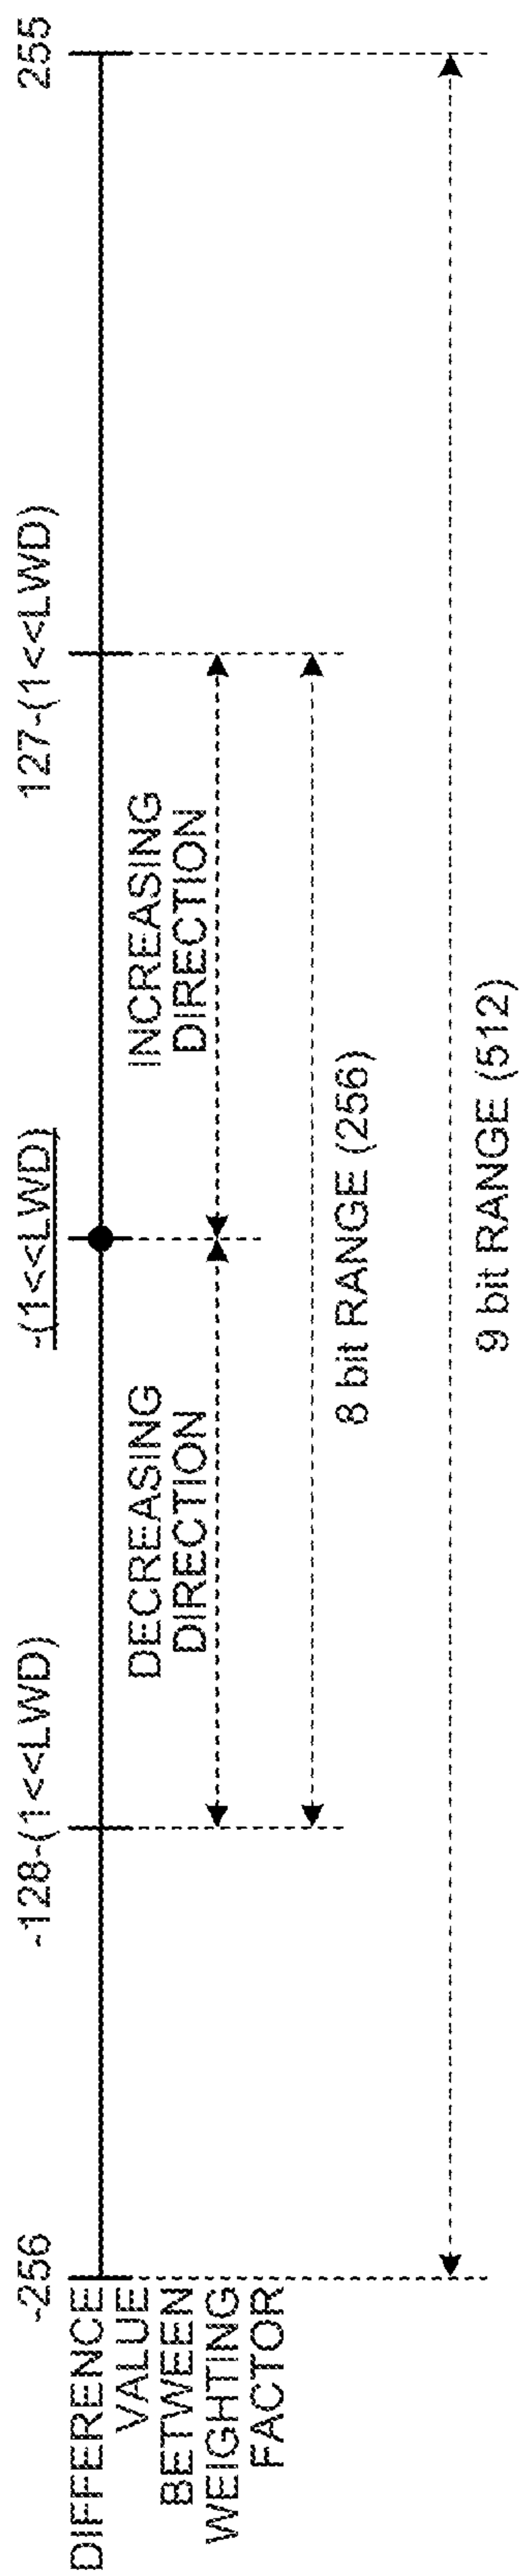 -256
-128-(1<<LWD)
-(1<<LWD)
127-(1<<LWD)
255
DIFFERENCE
VALUE
BETWEEN
WEIGHTING
FACTOR
DECREASING
DIRECTION
INCREASING
DIRECTION
8 bit RANGE (256)
9 bit RANGE (512)